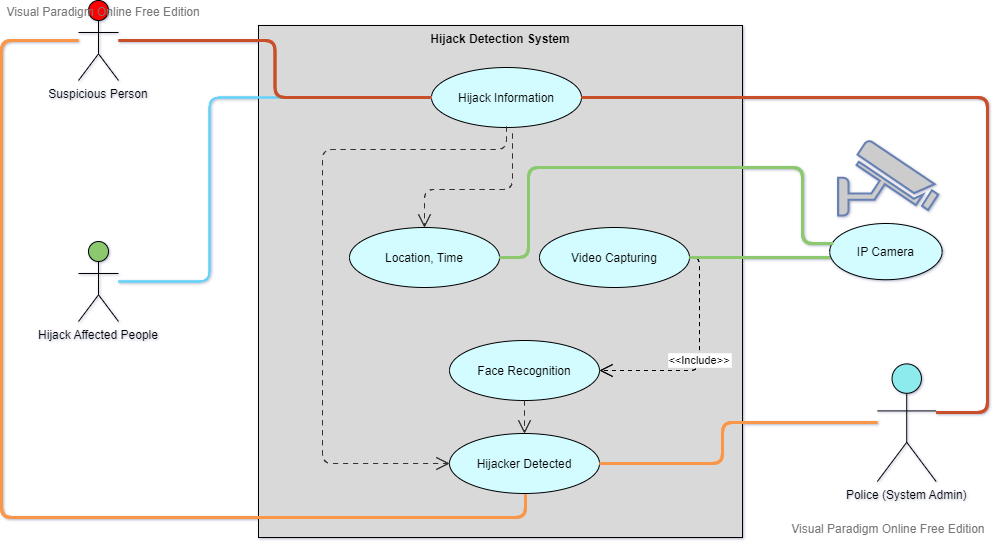 Visual Paradigm Online Free Edition
Hijack Detection System
Suspicious Person
Hijack Information
Location, Time
Video Capturing
IP Camera
Hijack Affected People
<<Include>>
Face Recognition
Hijacker Detected
Police (System Admin)
Visual Paradigm Online Free Edition